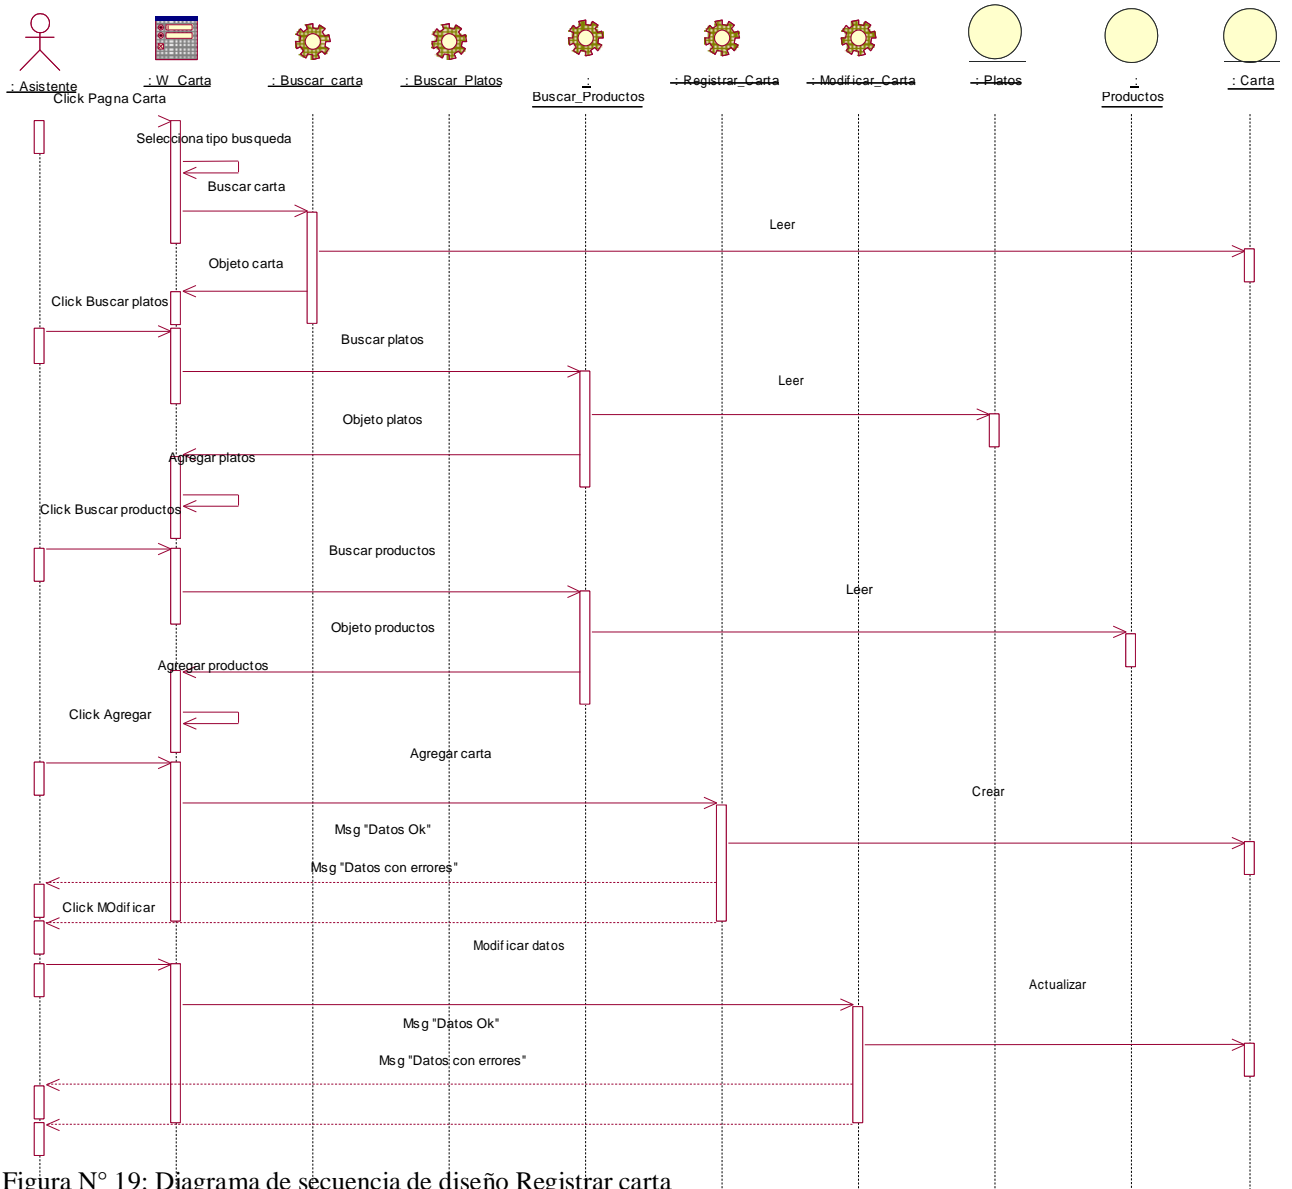 : Asistente
: W_Carta
: Buscar_carta
: Buscar_Platos
:
Buscar_Productos
: Registrar_Carta
: Modificar_Carta
: Platos
:
Productos
: Carta
Click Pagna Carta
Selecciona tipo busqueda
Buscar carta
Leer
Objeto carta
Click Buscar platos
Buscar platos
Leer
Objeto platos
Agregar platos
Click Buscar productos
Buscar productos
Leer
Objeto productos
Agregar productos
Click Agregar
Agregar carta
Crear
Msg "Datos Ok"
Msg "Datos con errores"
Click MOdificar
Modificar datos
Actualizar
Msg "Datos Ok"
Msg "Datos con errores"
Figura N° 19: Diagrama de secuencia de diseño Registrar carta